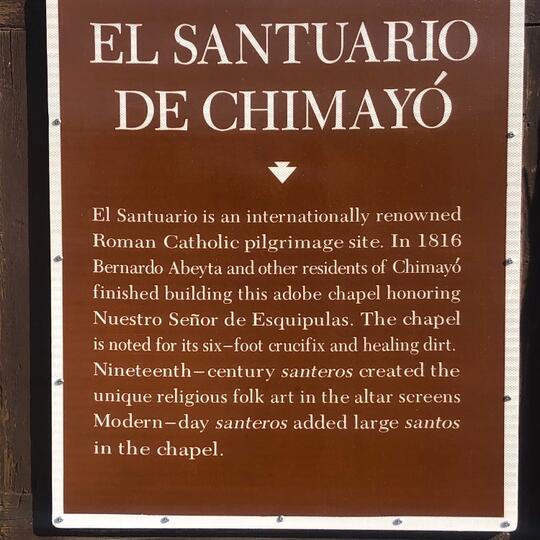 EL SANTUARIO
DE CHIMAYÓ
El Santuario is an internationally renowned
Roman Catholic pilgrimage site. In 1816
Bernardo Abeyta and other residents of Chimayó
finished building this adobe chapel honoring
Nuestro Señor de Esquipulas. The chapel
is noted for its six–foot crucifix and healing dirt.
Nineteenth–century santeros created the
unique religious folk art in the altar screens
Modern–day santeros added large santos
in the chapel.